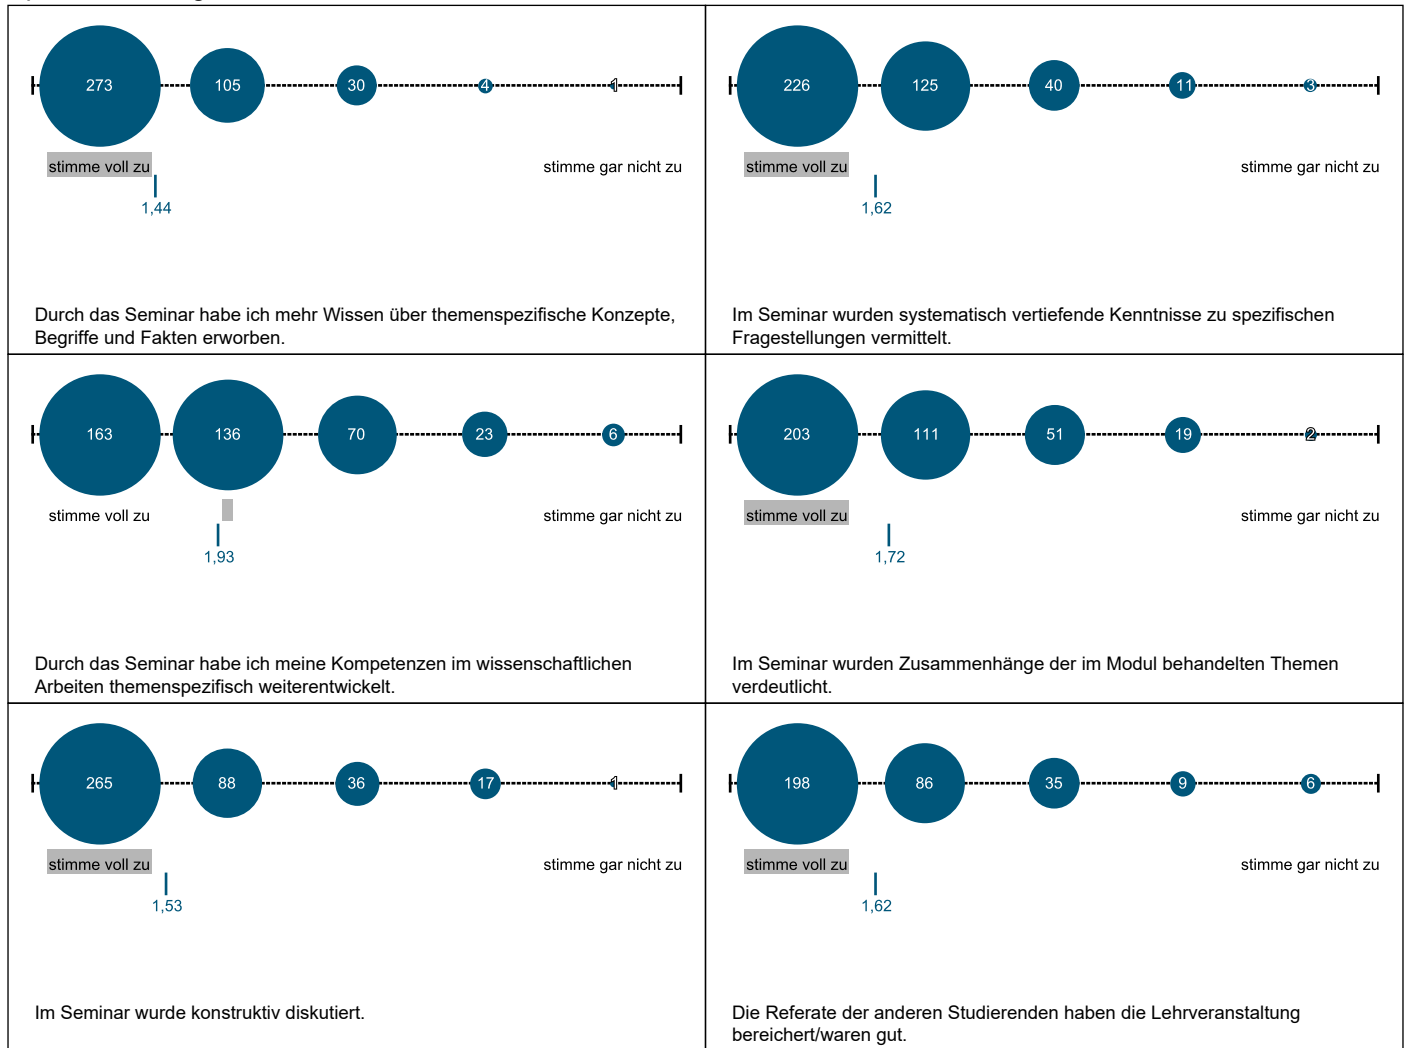 273 105 30 4 1
stimme voll zu stimme gar nicht zu
1,44
Durch das Seminar habe ich mehr Wissen über themenspezifische Konzepte,
Begriffe und Fakten erworben.
226 125 40 11 3
stimme voll zu stimme gar nicht zu
1,62
Im Seminar wurden systematisch vertiefende Kenntnisse zu spezifischen
Fragestellungen vermittelt.
163 136 70 23 6
stimme voll zu stimme gar nicht zu
1,93
Durch das Seminar habe ich meine Kompetenzen im wissenschaftlichen
Arbeiten themenspezifisch weiterentwickelt.
203 111 51 19 2
stimme voll zu stimme gar nicht zu
1,72
Im Seminar wurden Zusammenhänge der im Modul behandelten Themen
verdeutlicht.
265 88 36 17 1
stimme voll zu stimme gar nicht zu
1,53
Im Seminar wurde konstruktiv diskutiert.
198 86 35 9 6
stimme voll zu stimme gar nicht zu
1,62
Die Referate der anderen Studierenden haben die Lehrveranstaltung
bereichert/waren gut.